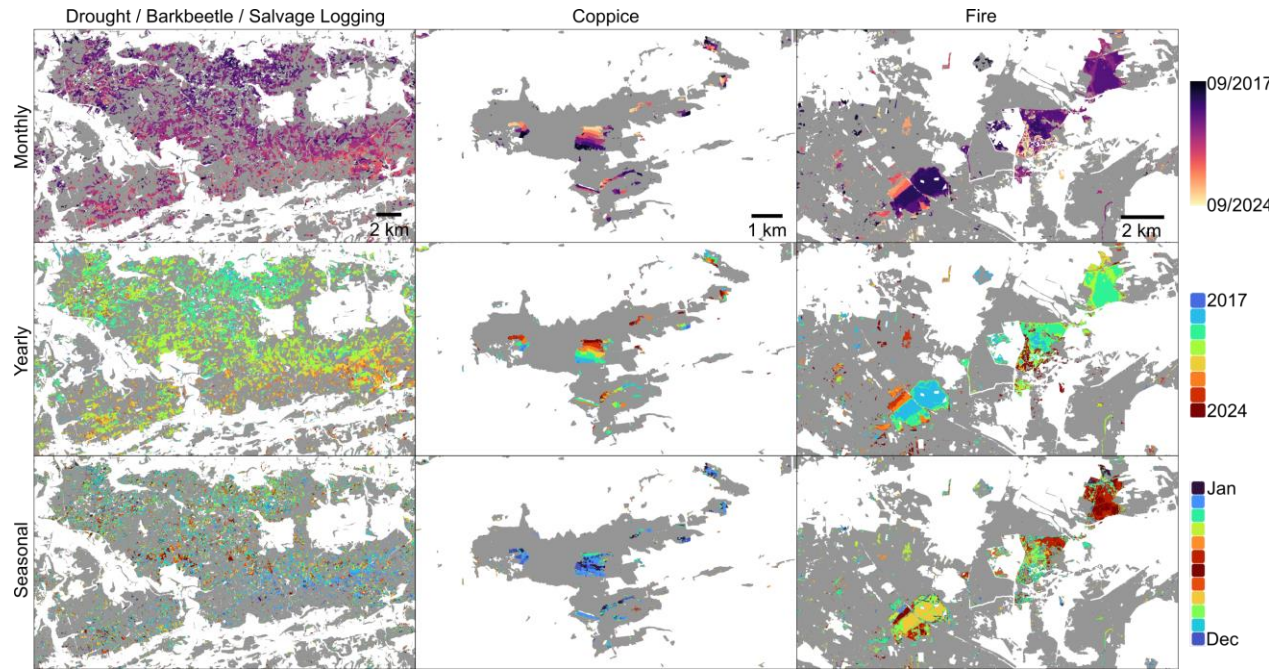 Drought / Barkbeetle / Salvage Logging
Coppice
Fire
Monthly
2 km
1 km
2 km
09/2017
09/2024
Yearly
2017
2024
Seasonal
Jan
Dec